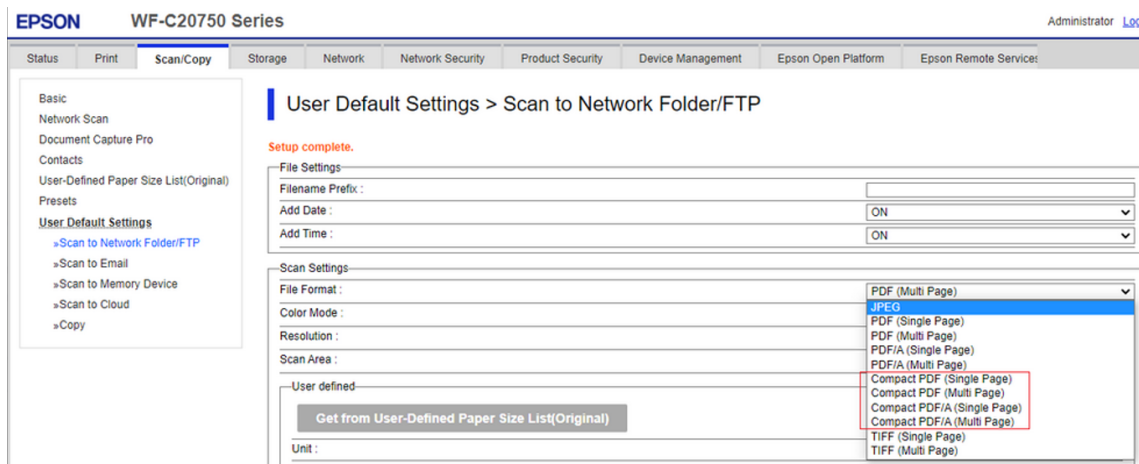 EPSON WF-C20750 Series Administrator
Status Print Scan/Copy Storage Network Network Security Product Security Device Management Epson Open Platform Epson Remote Services
Basic
Network Scan
Document Capture Pro
Contacts
User-Defined Paper Size List(Original)
Presets
User Default Settings
»Scan to Network Folder/FTP
»Scan to Email
»Scan to Memory Device
»Scan to Cloud
»Copy
User Default Settings > Scan to Network Folder/FTP
Setup complete.
File Settings
Filename Prefix :
Add Date : ON
Add Time : ON
Scan Settings
File Format : PDF (Multi Page)
Color Mode :
Resolution :
Scan Area :
JPEG
PDF (Single Page)
PDF (Multi Page)
PDF/A (Single Page)
PDF/A (Multi Page)
Compact PDF (Single Page)
Compact PDF (Multi Page)
Compact PDF/A (Single Page)
Compact PDF/A (Multi Page)
TIFF (Single Page)
TIFF (Multi Page)
User defined
Get from User-Defined Paper Size List(Original)
Unit :